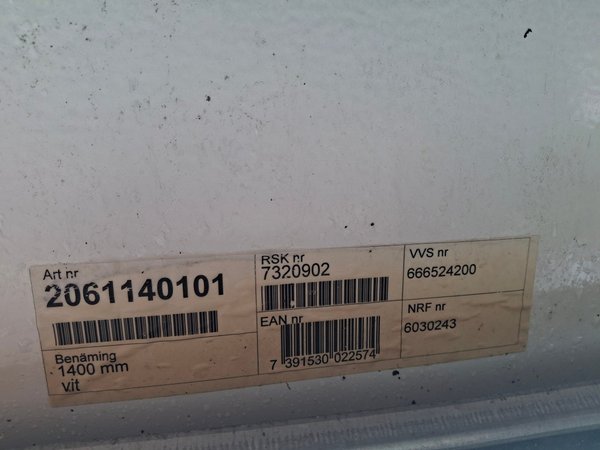 Art nr
2061140101
Benäming
1400 mm
vit
RSK nr
7320902
EAN nr
7 391530 022574
VVS nr
666524200
NRF nr
6030243